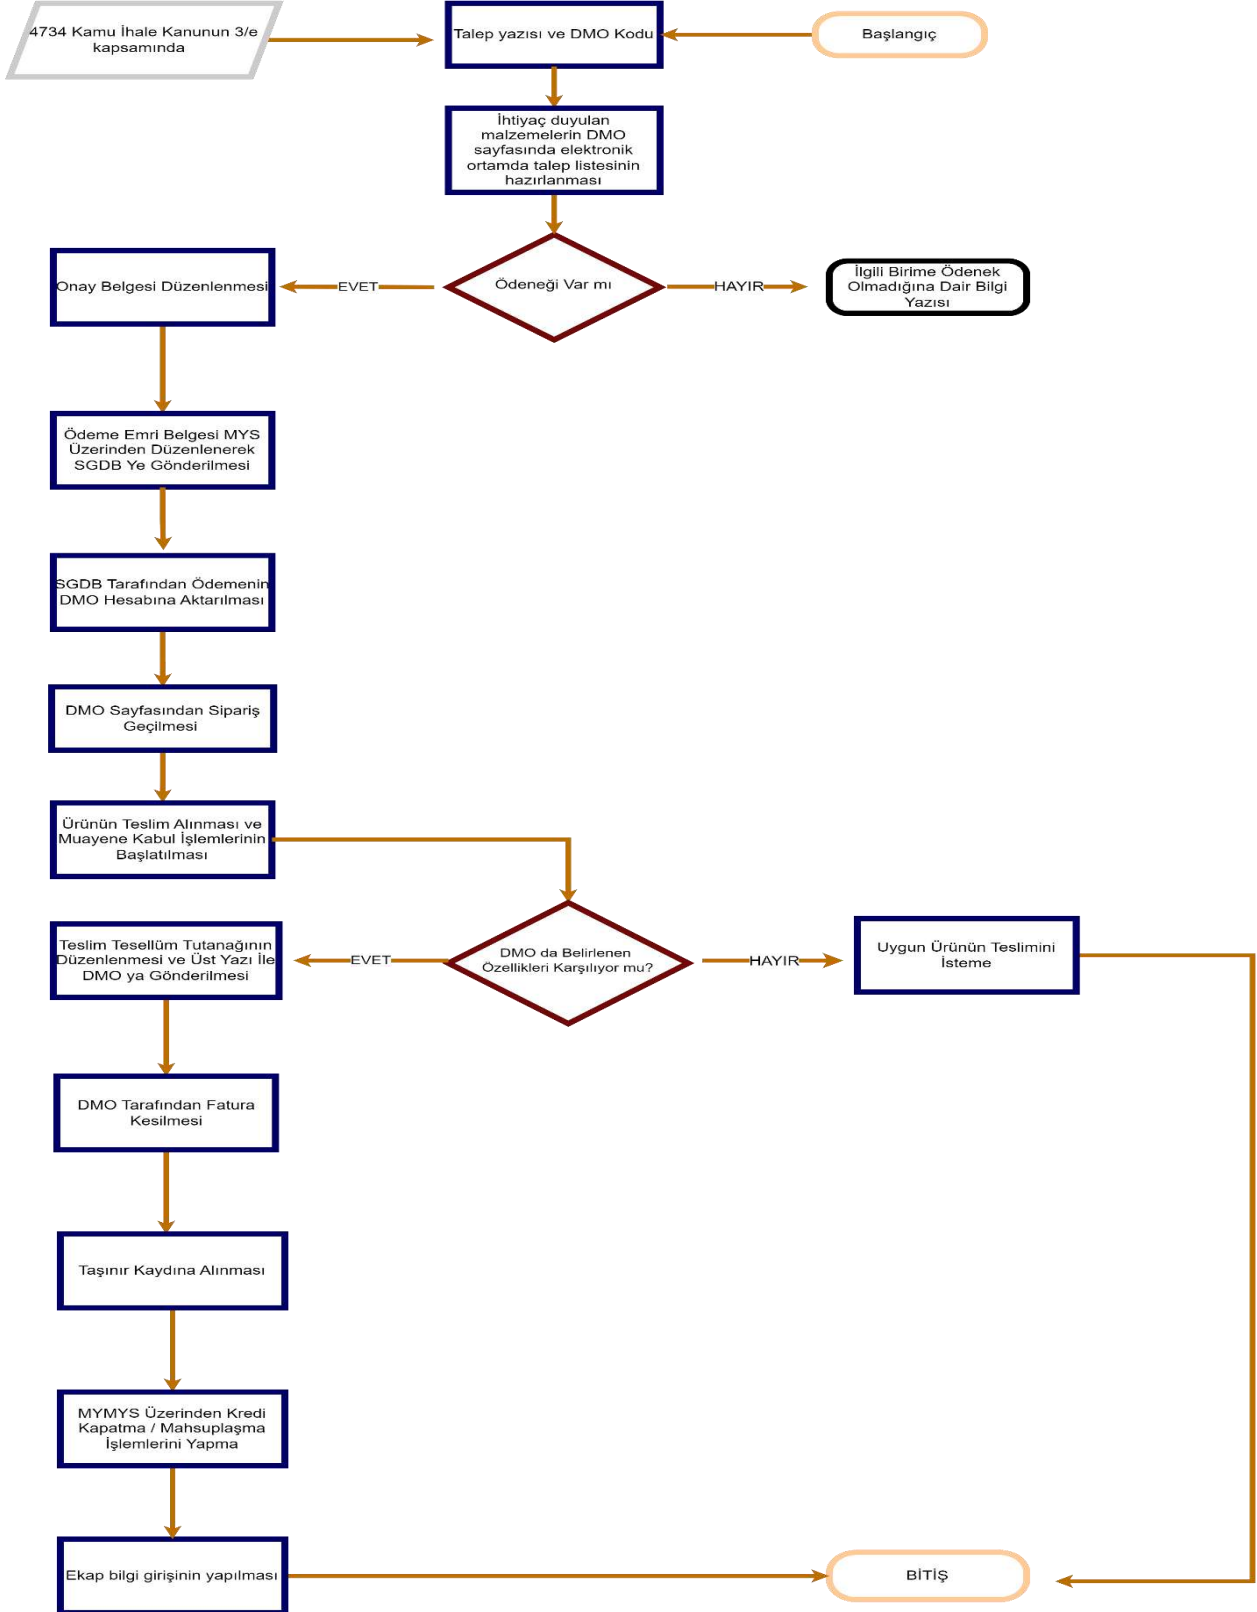 4734 Kamu İhale Kanunun 3/e
kapsamında
Talep yazısı ve DMO Kodu
Başlangıç
İhtiyaç duyulan
malzemelerin DMO
sayfasında elektronik
ortamda talep listesinin
hazırlanması
Onay Belgesi Düzenlenmesi
EVET
Ödeneği Var mı
HAYIR
İlgili Birime Ödenek
Olmadığına Dair Bilgi
Yazısı
Ödeme Emri Belgesi MYS
Üzerinden Düzenlenerek
SGDB Ye Gönderilmesi
SGDB Tarafından Ödemenin
DMO Hesabına Aktarılması
DMO Sayfasından Sipariş
Geçilmesi
Ürünün Teslim Alınması ve
Muayene Kabul İşlemlerinin
Başlatılması
Teslim Tesellüm Tutanağının
Düzenlenmesi ve Üst Yazı İle
DMO ya Gönderilmesi
EVET
DMO da Belirlenen
Özellikleri Karşılıyor mu?
HAYIR
Uygun Ürünün Teslimini
İsteme
DMO Tarafından Fatura
Kesilmesi
Taşınır Kaydına Alınması
MYMYS Üzerinden Kredi
Kapatma / Mahsuplaşma
İşlemlerini Yapma
Ekap bilgi girişinin yapılması
BİTİŞ